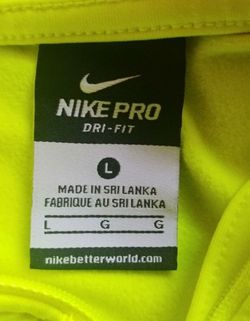 NIKE PRO
DRI-FIT
L
MADE IN SRI LANKA
FABRIQUE AU SRI LANKA
L G G
nikebetterworld.com